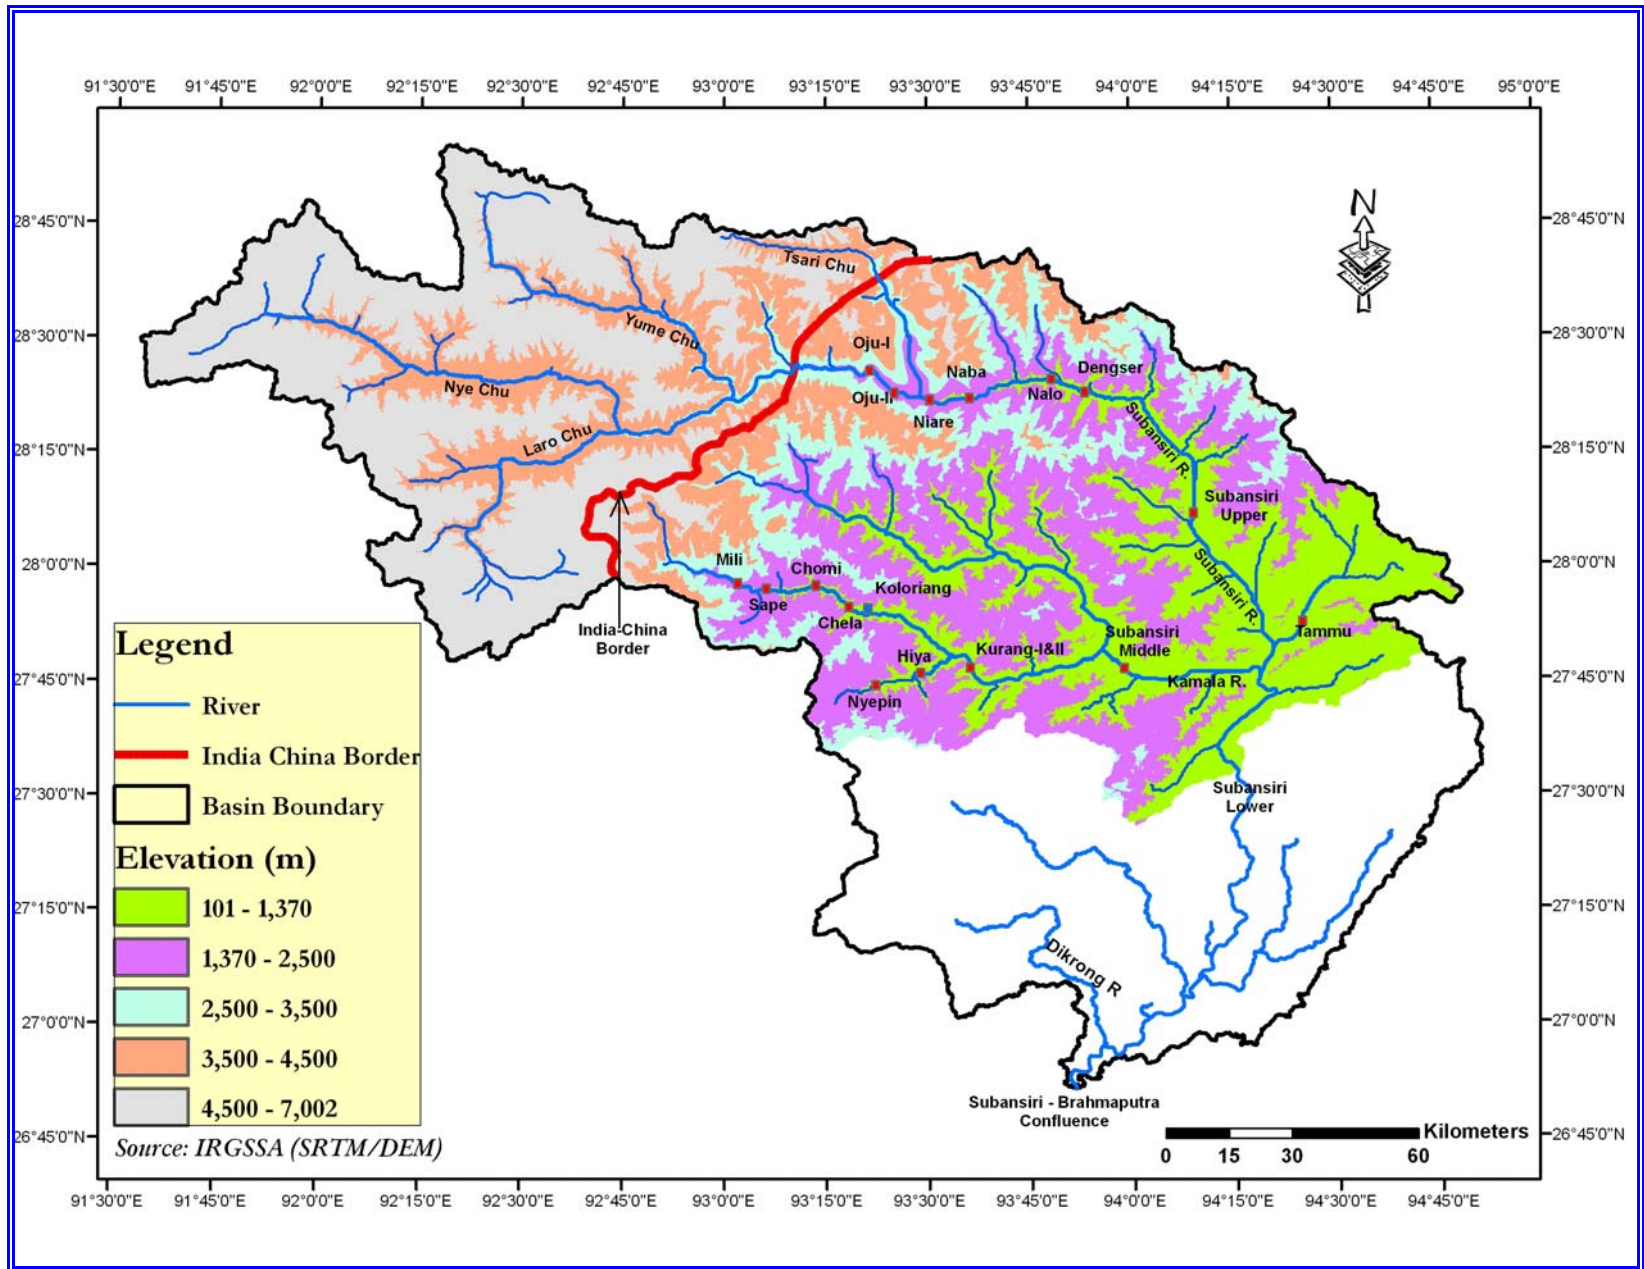 91°30'0"E 91°45'0"E 92°0'0"E 92°15'0"E 92°30'0"E 92°45'0"E 93°0'0"E 93°15'0"E 93°30'0"E 93°45'0"E 94°0'0"E 94°15'0"E 94°30'0"E 94°45'0"E 95°0'0"E
N
28°45'0"N 28°45'0"N
Tsari Chu
28°30'0"N 28°30'0"N
Yume Chu
Oju-I
Nye Chu
Naba
Dengser
Oju-II
Nalo
Niare
Subansiri R.
28°15'0"N 28°15'0"N
Laro Chu
Subansiri
Upper
28°0'0"N 28°0'0"N
Mili
Chomi
Koloriang
Sape
Chela
Subansiri R.
India-China
Border
Subansiri
Middle
Tammu
Hiya
Kurang-I&II
27°45'0"N 27°45'0"N
Kamala R.
Nyepin
27°30'0"N 27°30'0"N
Subansiri
Lower
27°15'0"N 27°15'0"N
Dikrong R
27°0'0"N 27°0'0"N
Subansiri - Brahmaputra
Confluence
26°45'0"N 26°45'0"N
Legend
River
India China Border
Basin Boundary
Elevation (m)
101 - 1,370
1,370 - 2,500
2,500 - 3,500
3,500 - 4,500
4,500 - 7,002
Source: IRGSSA (SRTM/DEM)
Kilometers
0 15 30 60
91°30'0"E 91°45'0"E 92°0'0"E 92°15'0"E 92°30'0"E 92°45'0"E 93°0'0"E 93°15'0"E 93°30'0"E 93°45'0"E 94°0'0"E 94°15'0"E 94°30'0"E 94°45'0"E